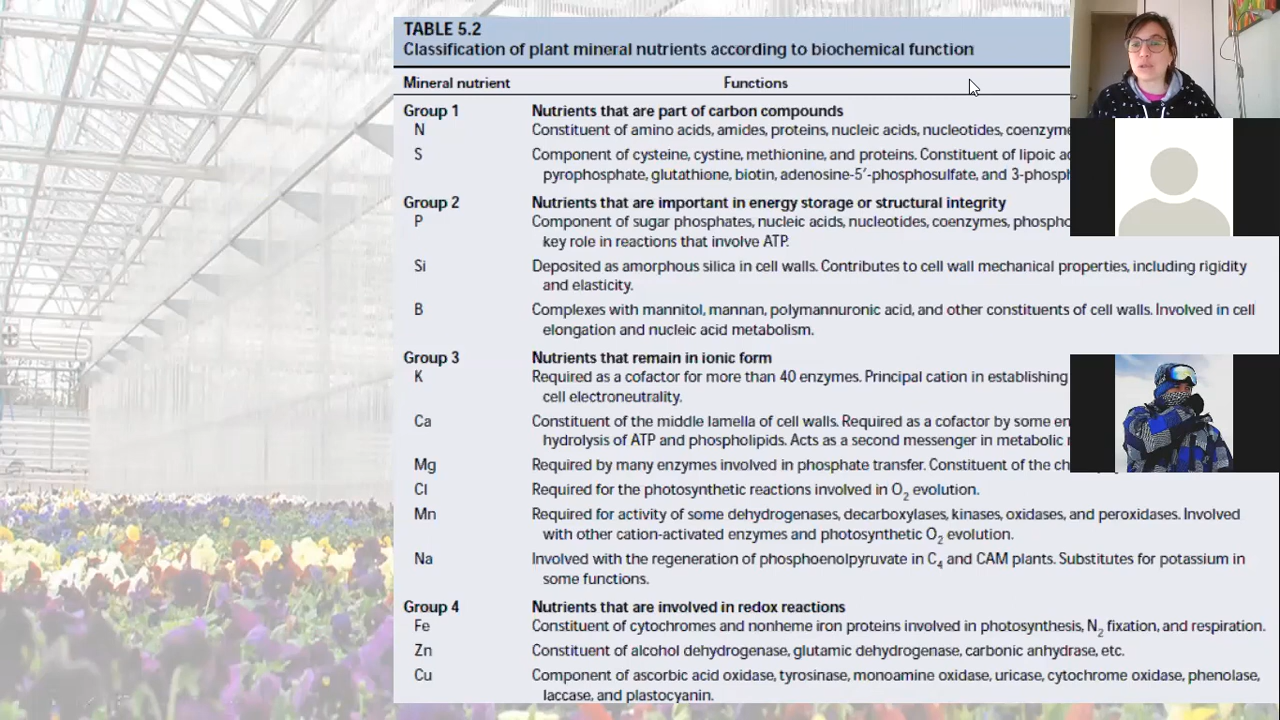 TABLE 5.2
Classification of plant mineral nutrients according to biochemical function
Mineral nutrient Functions
Group 1 Nutrients that are part of carbon compounds
N Constituent of amino acids, amides, proteins, nucleic acids, nucleotides, coenzyme
S Component of cysteine, cystine, methionine, and proteins. Constituent of lipoic
pyrophosphate, glutathione, biotin, adenosine-5′-phosphosulfate, and
Group 2 Nutrients that are important in energy storage or structural integrity
P Component of sugar phosphates, nucleic acids, nucleotides, coenzymes,
key role in reactions that involve ATP.
Si Deposited as amorphous silica in cell walls. Contributes to cell wall mechanical properties, including rigidity
and elasticity.
B Complexes with mannitol, mannan, polymannuronic acid, and other constituents of cell walls. Involved in cell
elongation and nucleic acid metabolism.
Group 3 Nutrients that remain in ionic form
K Required as a cofactor for more than 40 enzymes. Principal cation in establishing
cell electroneutrality.
Ca Constituent of the middle lamella of cell walls. Required as a cofactor by some
hydrolysis of ATP and phospholipids. Acts as a second messenger in metabolic
Mg Required by many enzymes involved in phosphate transfer. Constituent of the
Cl Required for the photosynthetic reactions involved in O₂ evolution.
Mn Required for activity of some dehydrogenases, decarboxylases, kinases, oxidases, and peroxidases. Involved
with other cation-activated enzymes and photosynthetic O₂ evolution.
Na Involved with the regeneration of phosphoenolpyruvate in C₄ and CAM plants. Substitutes for potassium in
some functions.
Group 4 Nutrients that are involved in redox reactions
Fe Constituent of cytochromes and nonheme iron proteins involved in photosynthesis, N₂ fixation, and respiration.
Zn Constituent of alcohol dehydrogenase, glutamic dehydrogenase, carbonic anhydrase, etc.
Cu Component of ascorbic acid oxidase, tyrosinase, monoamine oxidase, uricase, cytochrome oxidase, phenolase,
laccase, and plastocyanin.